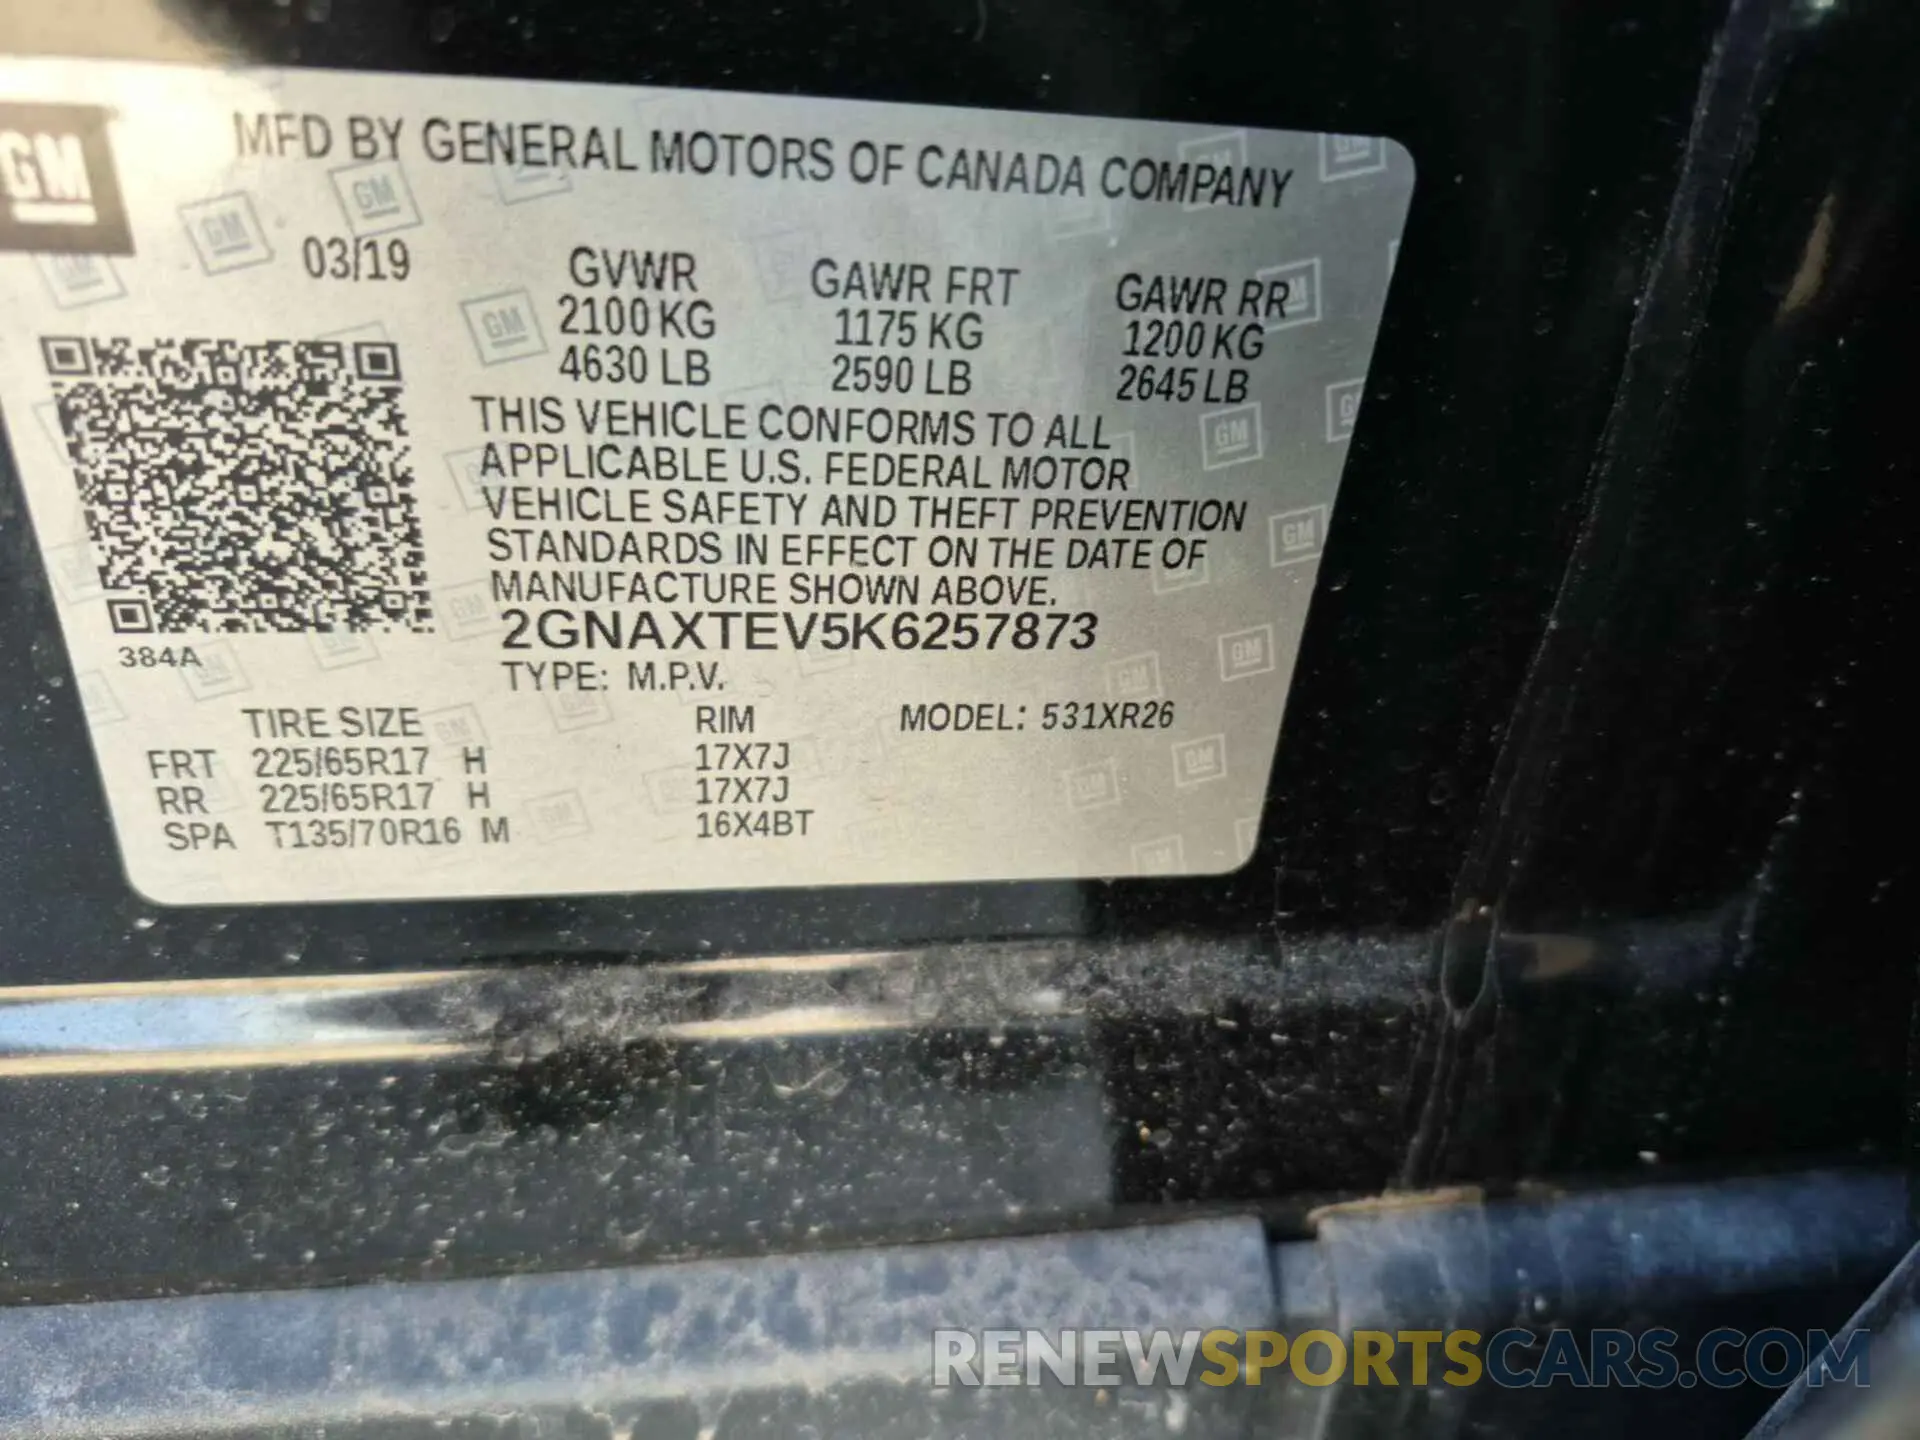 GM
MFD BY GENERAL MOTORS OF CANADA COMPANY
03/19
GVWR
2100 KG
4630 LB
GAWR FRT
1175 KG
2590 LB
GAWR RR
1200 KG
2645 LB
THIS VEHICLE CONFORMS TO ALL
APPLICABLE U.S. FEDERAL MOTOR
VEHICLE SAFETY AND THEFT PREVENTION
STANDARDS IN EFFECT ON THE DATE OF
MANUFACTURE SHOWN ABOVE.
2GNAXTEV5K6257873
384A
TYPE: M.P.V.
TIRE SIZE RIM MODEL: 531XR26
FRT 225/65R17 H 17X7J
RR 225/65R17 H 17X7J
SPA T135/70R16 M 16X4BT
RENEWSPORTSCARS.COM